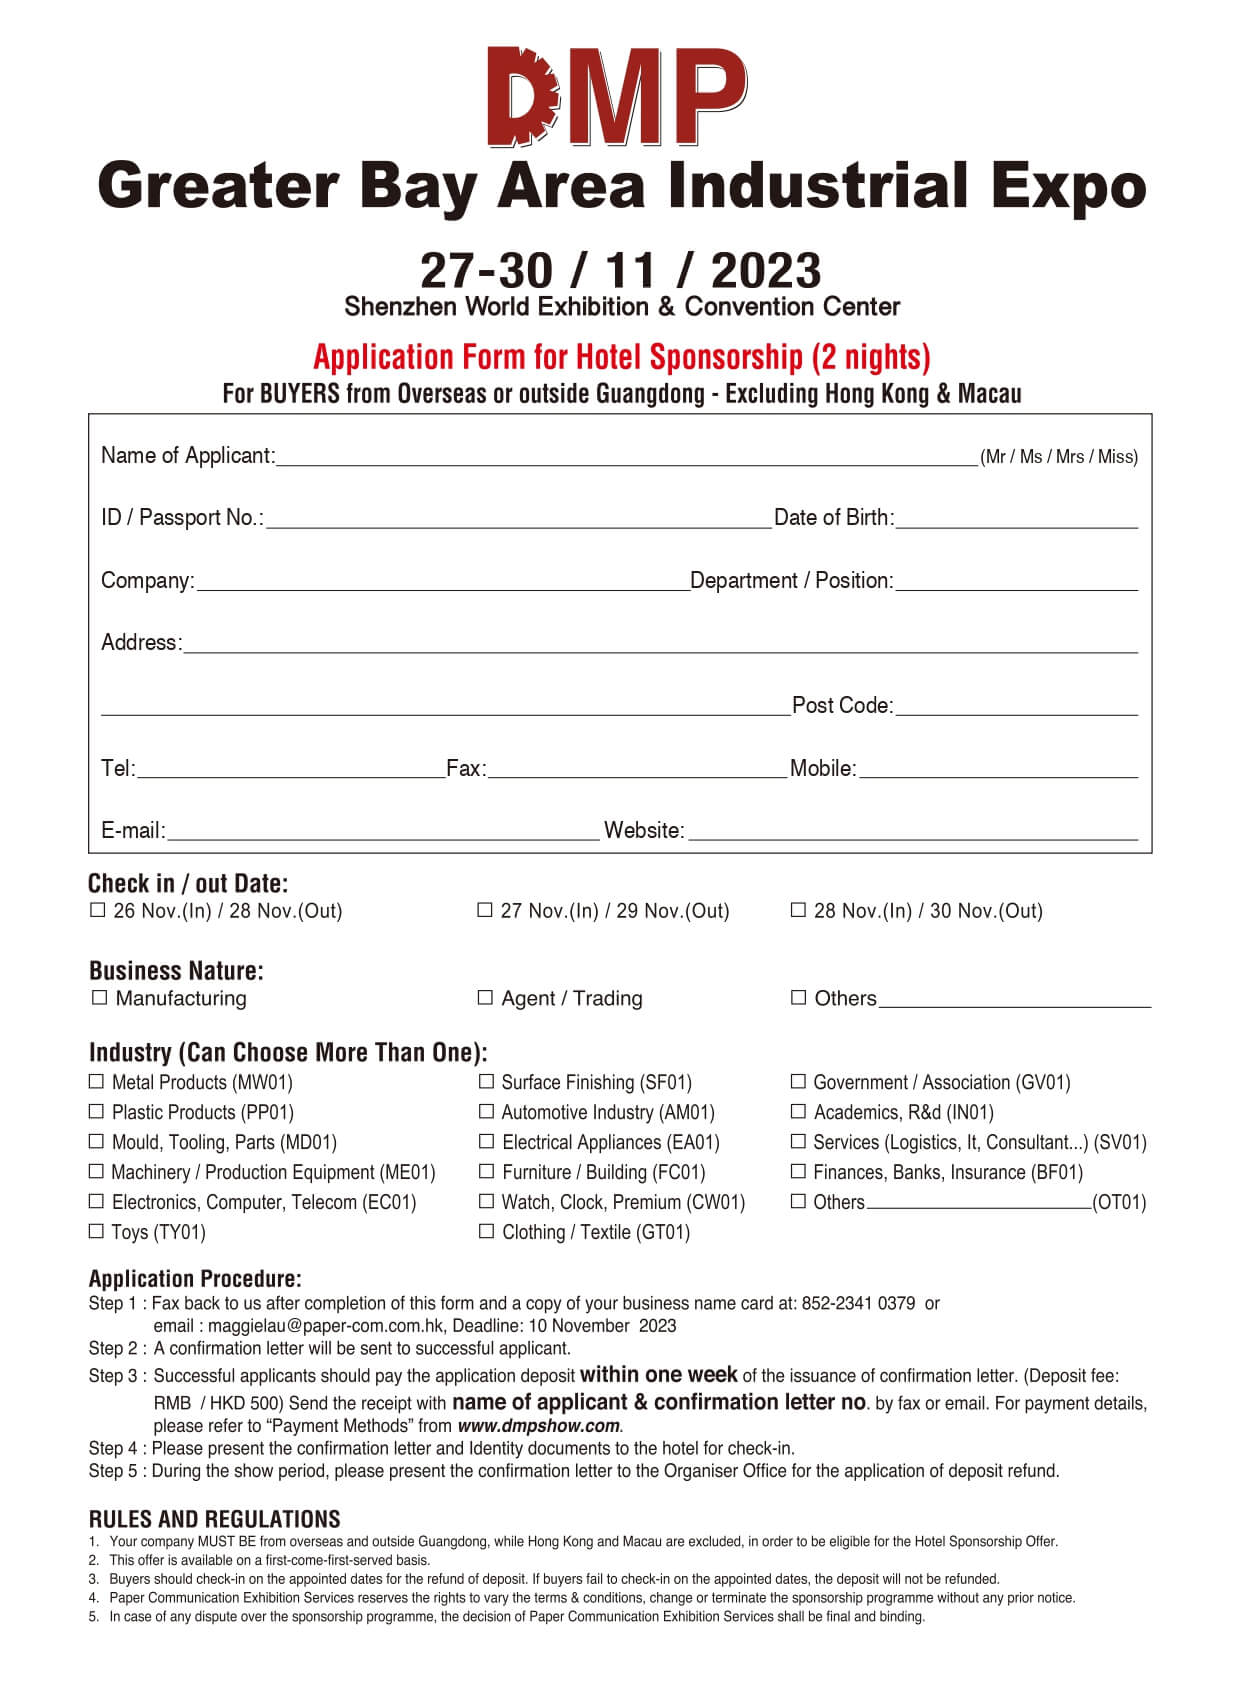 DMP
Greater Bay Area Industrial Expo
27-30 / 11 / 2023
Shenzhen World Exhibition & Convention Center
Application Form for Hotel Sponsorship (2 nights)
For BUYERS from Overseas or outside Guangdong - Excluding Hong Kong & Macau
Name of Applicant: (Mr / Ms / Mrs / Miss)
ID / Passport No.: Date of Birth:
Company: Department / Position:
Address:
Post Code:
Tel: Fax: Mobile:
E-mail: Website:
Check in / out Date:
26 Nov.(In) / 28 Nov.(Out) 27 Nov.(In) / 29 Nov.(Out) 28 Nov.(In) / 30 Nov.(Out)
Business Nature:
Manufacturing Agent / Trading Others
Industry (Can Choose More Than One):
Metal Products (MW01) Surface Finishing (SF01) Government / Association (GV01)
Plastic Products (PP01) Automotive Industry (AM01) Academics, R&d (IN01)
Mould, Tooling, Parts (MD01) Electrical Appliances (EA01) Services (Logistics, It, Consultant...) (SV01)
Machinery / Production Equipment (ME01) Furniture / Building (FC01) Finances, Banks, Insurance (BF01)
Electronics, Computer, Telecom (EC01) Watch, Clock, Premium (CW01) Others (OT01)
Toys (TY01) Clothing / Textile (GT01)
Application Procedure:
Step 1 : Fax back to us after completion of this form and a copy of your business name card at: 852-2341 0379 or
email : maggielau@paper-com.com.hk, Deadline: 10 November 2023
Step 2 : A confirmation letter will be sent to successful applicant.
Step 3 : Successful applicants should pay the application deposit within one week of the issuance of confirmation letter. (Deposit fee:
RMB / HKD 500) Send the receipt with name of applicant & confirmation letter no. by fax or email. For payment details,
please refer to “Payment Methods” from www.dmpshow.com.
Step 4 : Please present the confirmation letter and Identity documents to the hotel for check-in.
Step 5 : During the show period, please present the confirmation letter to the Organiser Office for the application of deposit refund.
RULES AND REGULATIONS
1. Your company MUST BE from overseas and outside Guangdong, while Hong Kong and Macau are excluded, in order to be eligible for the Hotel Sponsorship Offer.
2. This offer is available on a first-come-first-served basis.
3. Buyers should check-in on the appointed dates for the refund of deposit. If buyers fail to check-in on the appointed dates, the deposit will not be refunded.
4. Paper Communication Exhibition Services reserves the rights to vary the terms & conditions, change or terminate the sponsorship programme without any prior notice.
5. In case of any dispute over the sponsorship programme, the decision of Paper Communication Exhibition Services shall be final and binding.